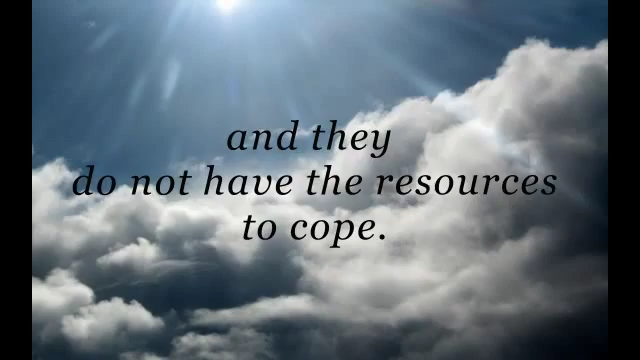 and they
do not have the resources
to cope.